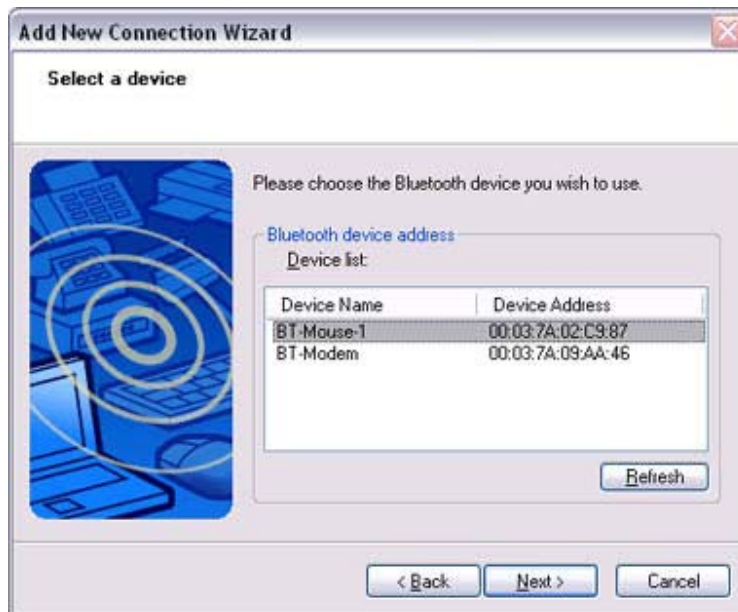 Add New Connection Wizard
Select a device
Please choose the Bluetooth device you wish to use.
Bluetooth device address
Device list:
Device Name Device Address
BT-Mouse-1 00:03:7A:02:C9:87
BT-Modem 00:03:7A:09:AA:46
Refresh
< Back Next > Cancel